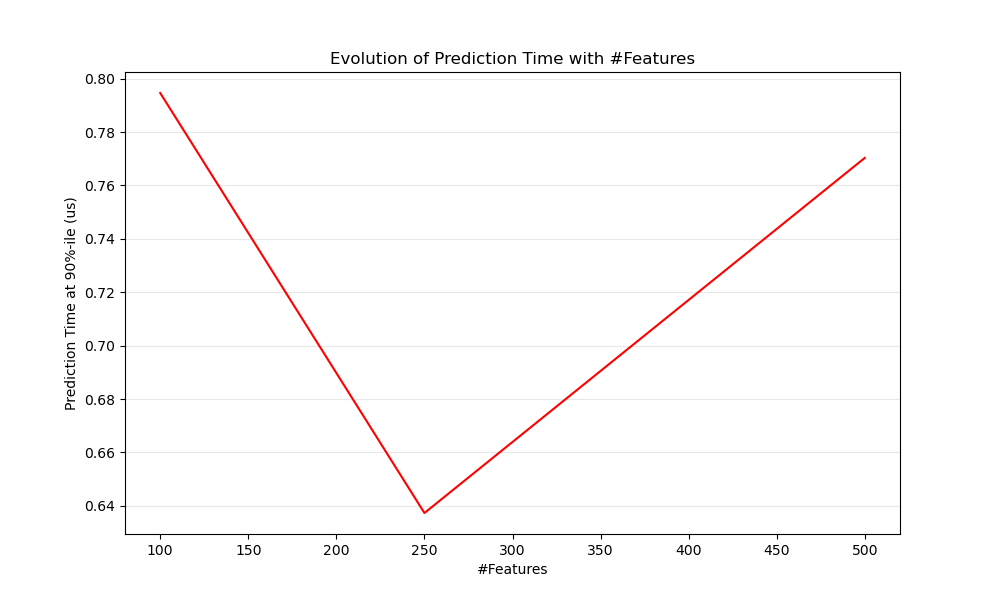 Evolution of Prediction Time with #Features
Prediction Time at 90%-ile (us)
0.80
0.78
0.76
0.74
0.72
0.70
0.68
0.66
0.64
100 150 200 250 300 350 400 450 500
#Features